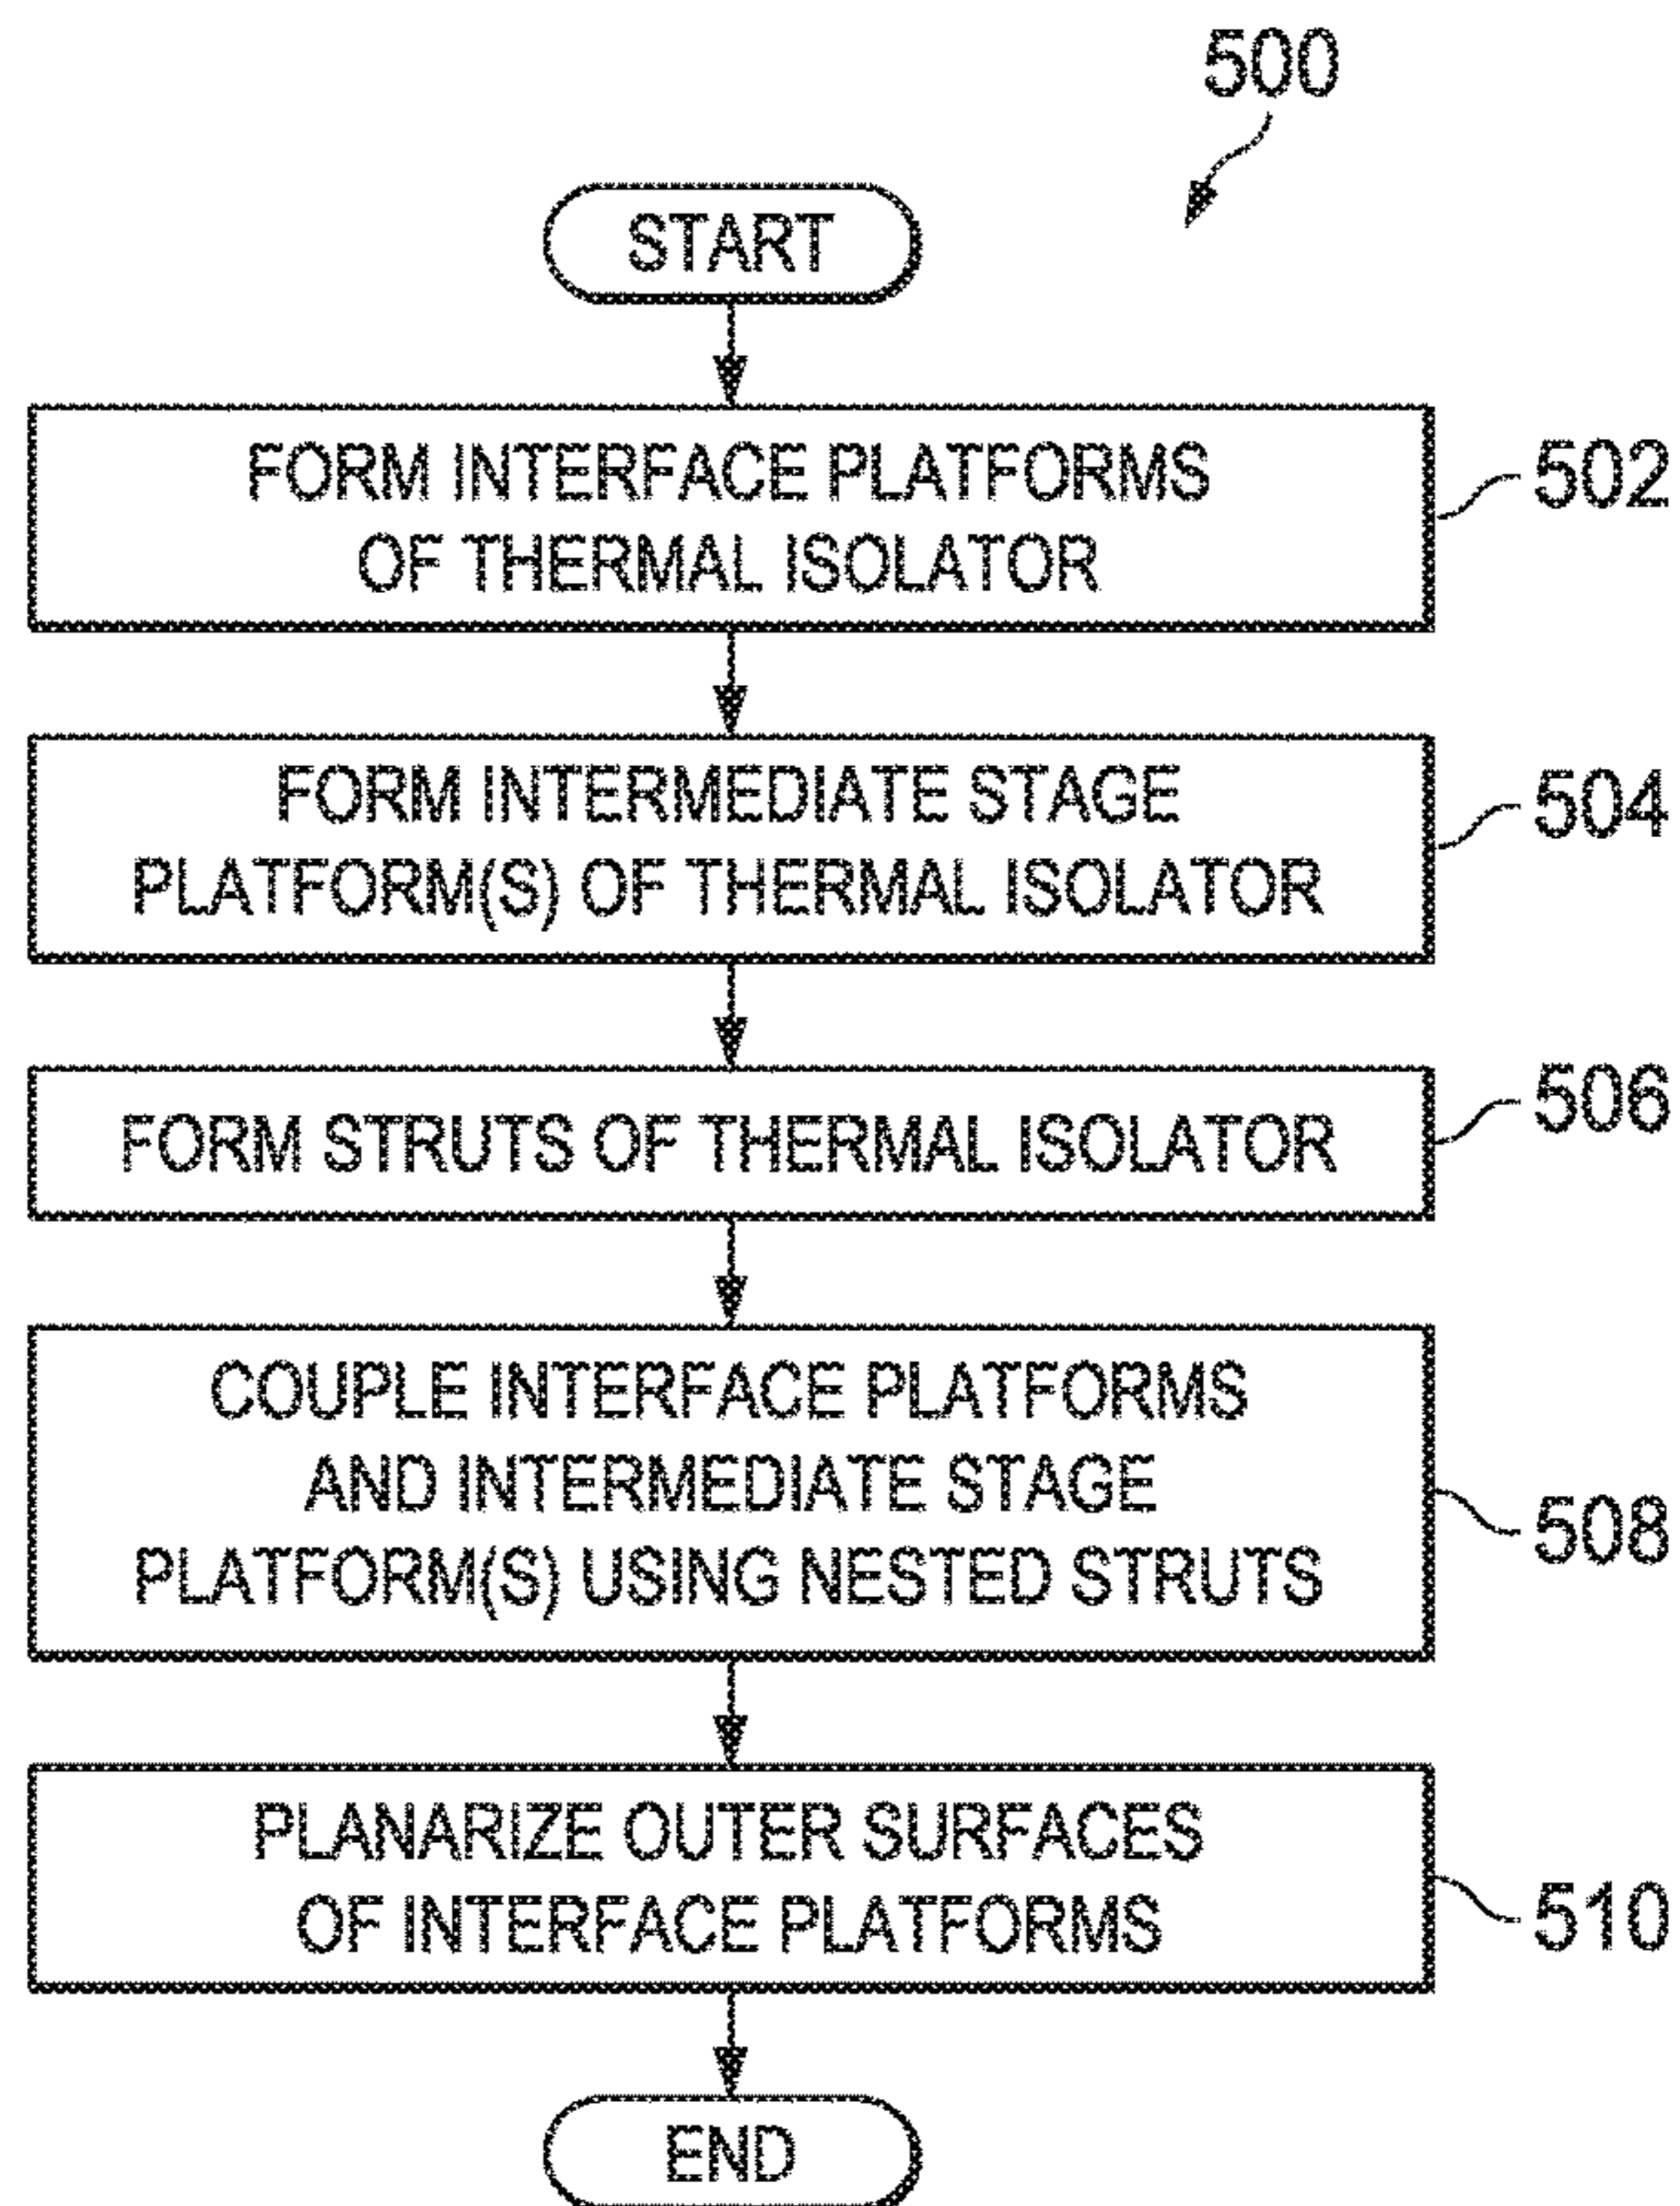 500
START
FORM INTERFACE PLATFORMS
OF THERMAL ISOLATOR
502
FORM INTERMEDIATE STAGE
PLATFORM(S) OF THERMAL ISOLATOR
504
FORM STRUTS OF THERMAL ISOLATOR
506
COUPLE INTERFACE PLATFORMS
AND INTERMEDIATE STAGE
PLATFORM(S) USING NESTED STRUTS
508
PLANARIZE OUTER SURFACES
OF INTERFACE PLATFORMS
510
END